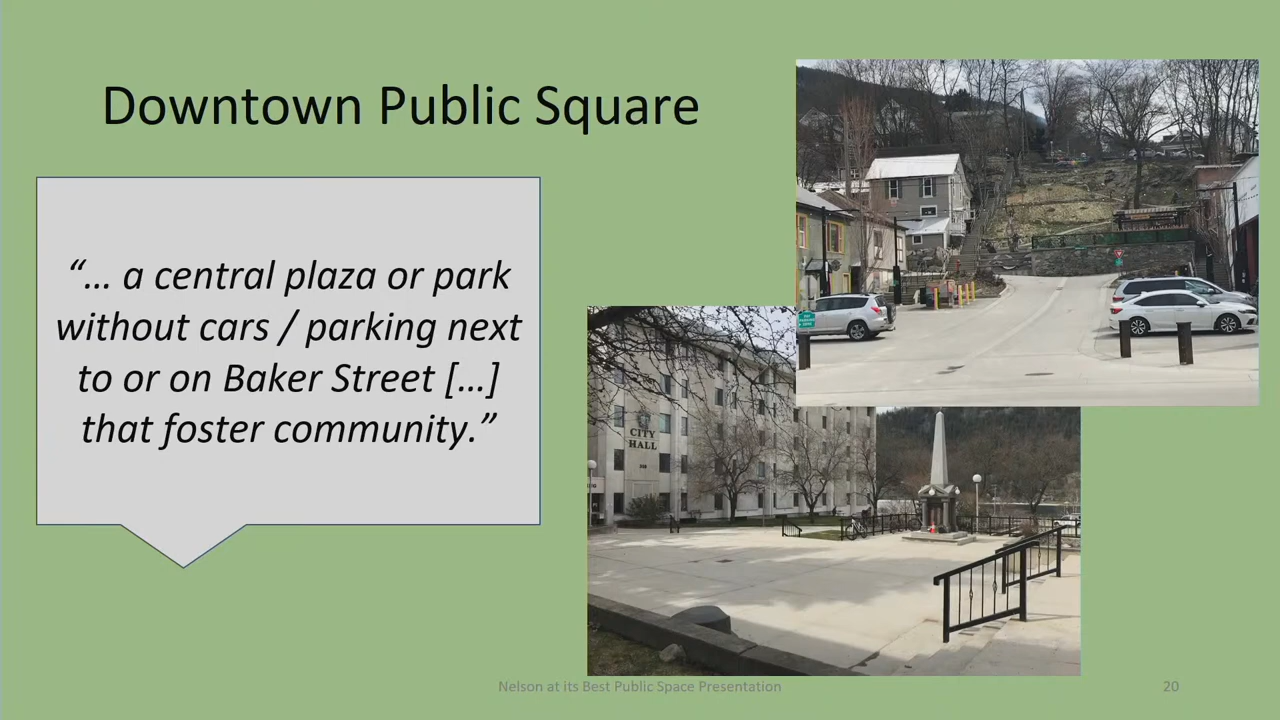 Downtown Public Square
“… a central plaza or park
without cars / parking next
to or on Baker Street […]
that foster community.”
CITY
HALL
Nelson at its Best Public Space Presentation
20